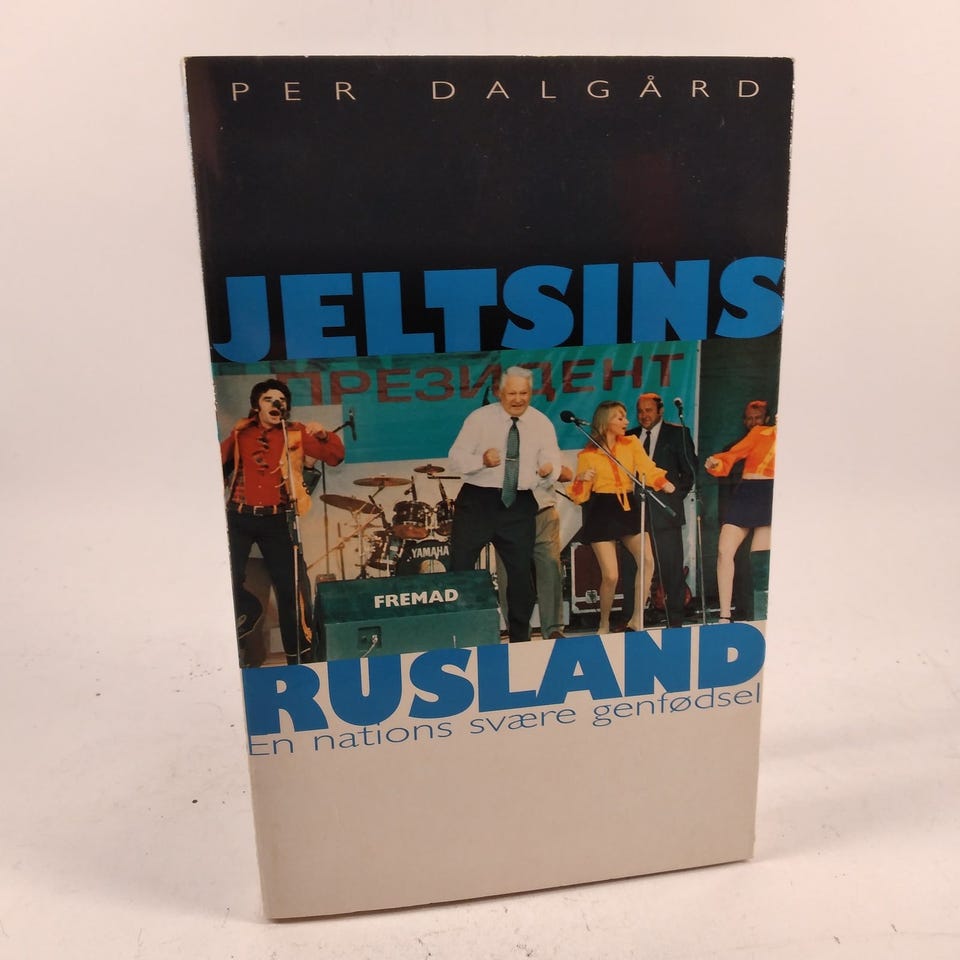 PER DALGÅRD
JELTSINS
ПРЕЗИДЕНТ
YAMAHA
FREMAD
RUSLAND
En nations svære genfødsel